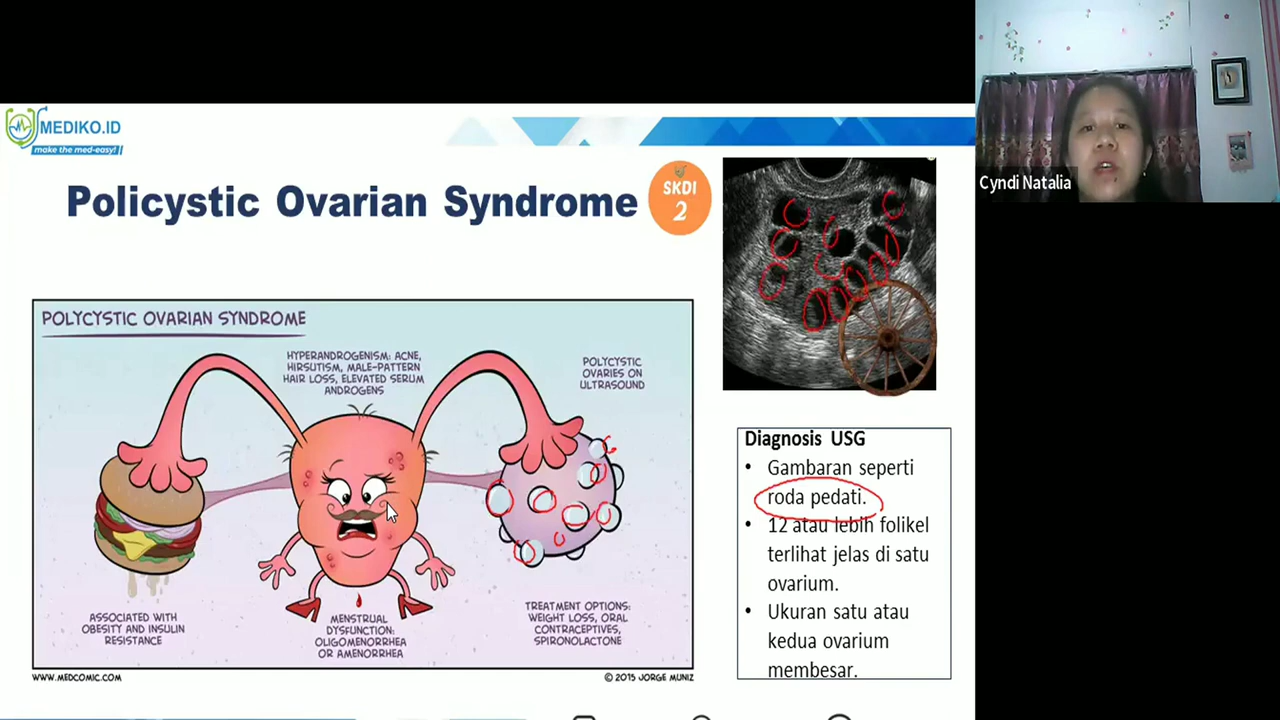 MEDIKO.ID
make the med-easy!
Policystic Ovarian Syndrome
SKDI
2
Cyndi Natalia
POLYCYSTIC OVARIAN SYNDROME
HYPERANDROGENISM: ACNE,
HIRSUTISM, MALE-PATTERN
HAIR LOSS, ELEVATED SERUM
ANDROGENS
POLYCYSTIC
OVARIES ON
ULTRASOUND
ASSOCIATED WITH
OBESITY AND INSULIN
RESISTANCE
MENSTRUAL
DYSFUNCTION:
OLIGOMENORRHEA
OR AMENORRHEA
TREATMENT OPTIONS:
WEIGHT LOSS, ORAL
CONTRACEPTIVES,
SPIRONOLACTONE
WWW.MEDCOMIC.COM
© 2015 JORGE MUNIZ
Diagnosis USG
• Gambaran seperti
roda pedati.
• 12 atau lebih folikel
terlihat jelas di satu
ovarium.
• Ukuran satu atau
kedua ovarium
membesar.